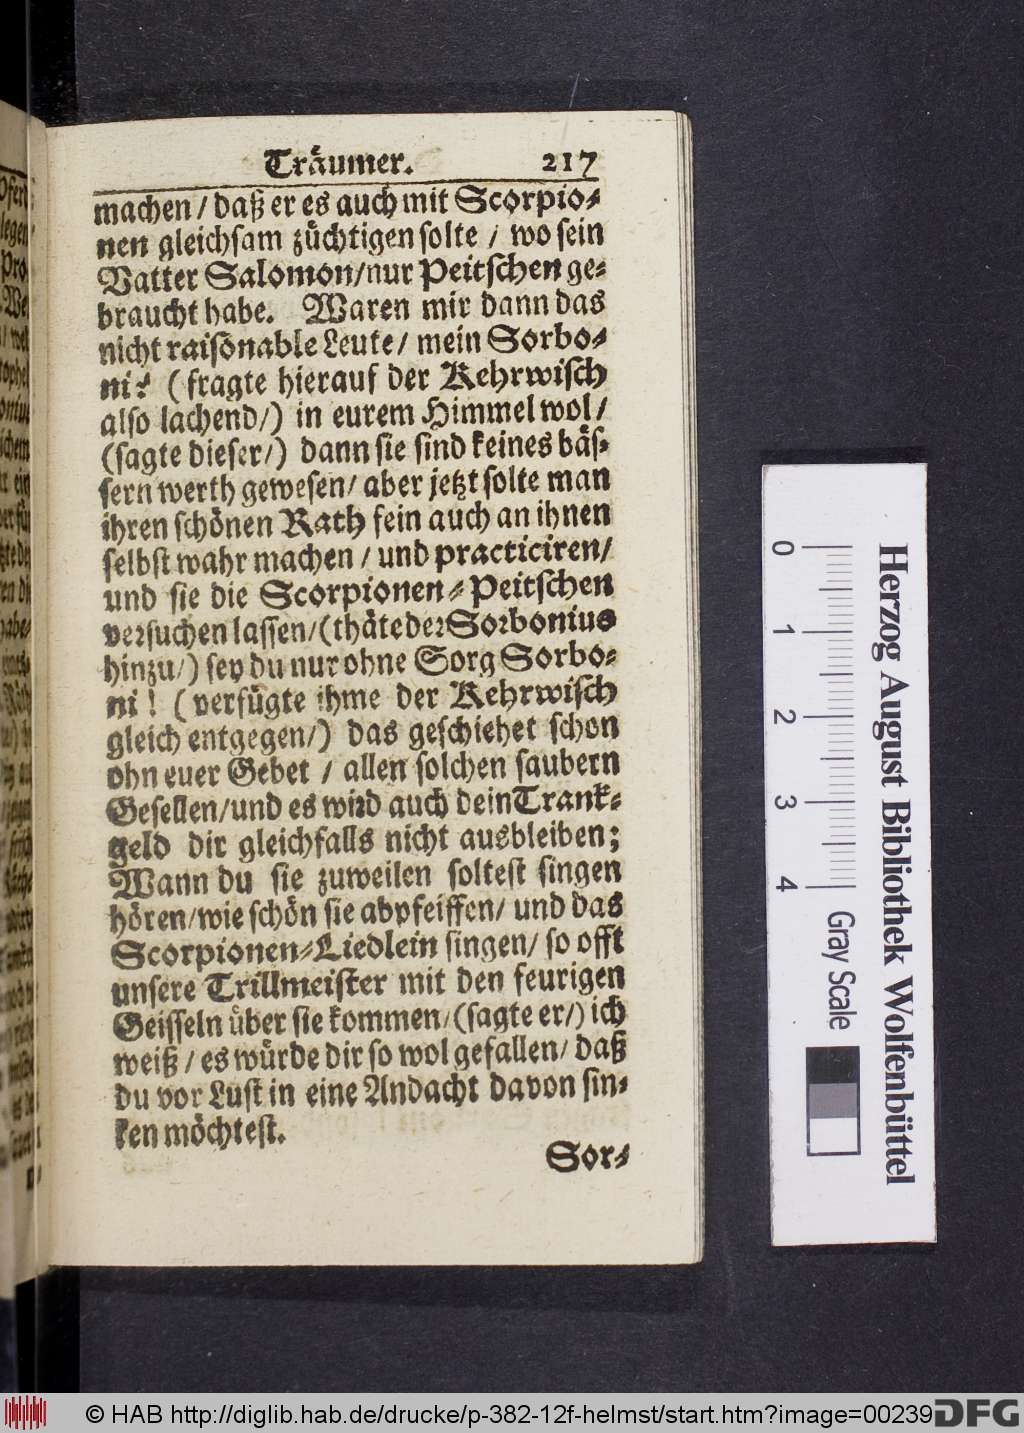 Träumer. 217
machen / daß er es auch mit Scorpio-
nen gleichsam züchtigen solte / wo sein
Vatter Salomon/nur Peitschen ge-
braucht habe. Waren mir dann das
nicht raisonable Leute/ mein Sorbo-
ni? (fragte hierauf der Kehrwisch
also lachend/) in eurem Himmel wol/
(sagte dieser/) dann sie sind keines bäs-
sern werth gewesen/ aber jetzt solte man
ihren schönen Rath fein auch an ihnen
selbst wahr machen / und practiciren/
und sie die Scorpionen-Peitschen
versuchen lassen/(thäte der Sorbonius
hinzu/) sey du nur ohne Sorg Sorbo-
ni! (verfügte ihme der Kehrwisch
gleich entgegen/) das geschiehet schon
ohn euer Gebet / allen solchen saubern
Gesellen/und es wird auch dein Trank-
geld dir gleichfalls nicht ausbleiben;
Wann du sie zuweilen soltest singen
hören/wie schön sie abpfeiffen/ und das
Scorpionen-Liedlein singen/ so offt
unsere Trillmeister mit den feurigen
Geisseln über sie kommen/(sagte er/) ich
weiß / es würde dir so wol gefallen/ daß
du vor Lust in eine Andacht davon sin-
ken möchtest.
Sor-
0 1 2 3 4 Gray Scale
Herzog August Bibliothek Wolfenbüttel
© HAB http://diglib.hab.de/drucke/p-382-12f-helmst/start.htm?image=00239
DFG